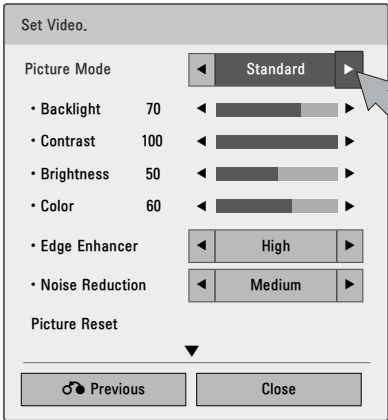 Set Video.
Picture Mode Standard
• Backlight 70
• Contrast 100
• Brightness 50
• Color 60
• Edge Enhancer High
• Noise Reduction Medium
Picture Reset
Previous Close